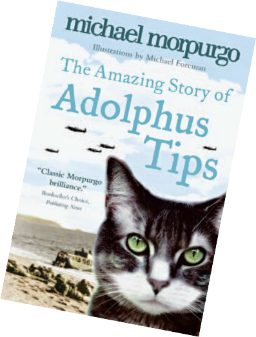 michael morpurgo
Illustrations by Michael Foreman
The Amazing Story of
Adolphus
Tips
"Classic Morpurgo
brilliance."
Bookseller's Choice,
Publishing News